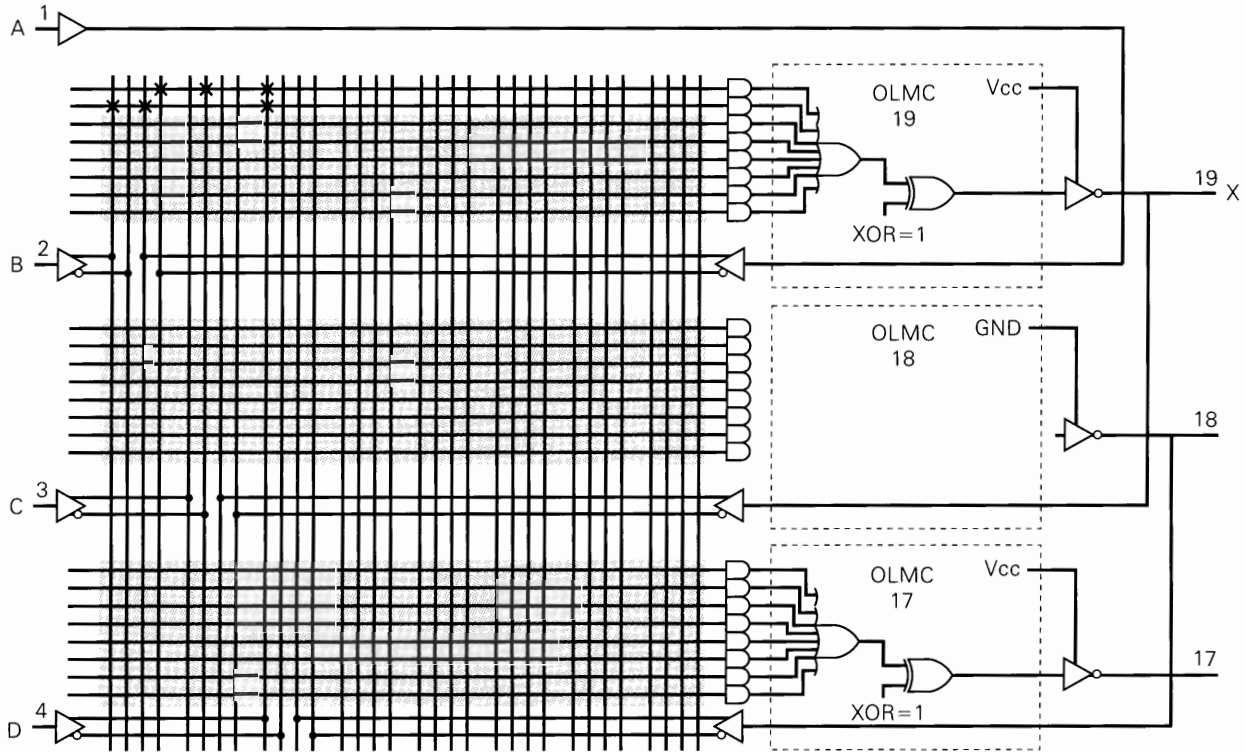 A 1
OLMC
19
Vcc
19 X
XOR=1
B 2
OLMC
18
GND
18
C 3
OLMC
17
Vcc
17
XOR=1
D 4